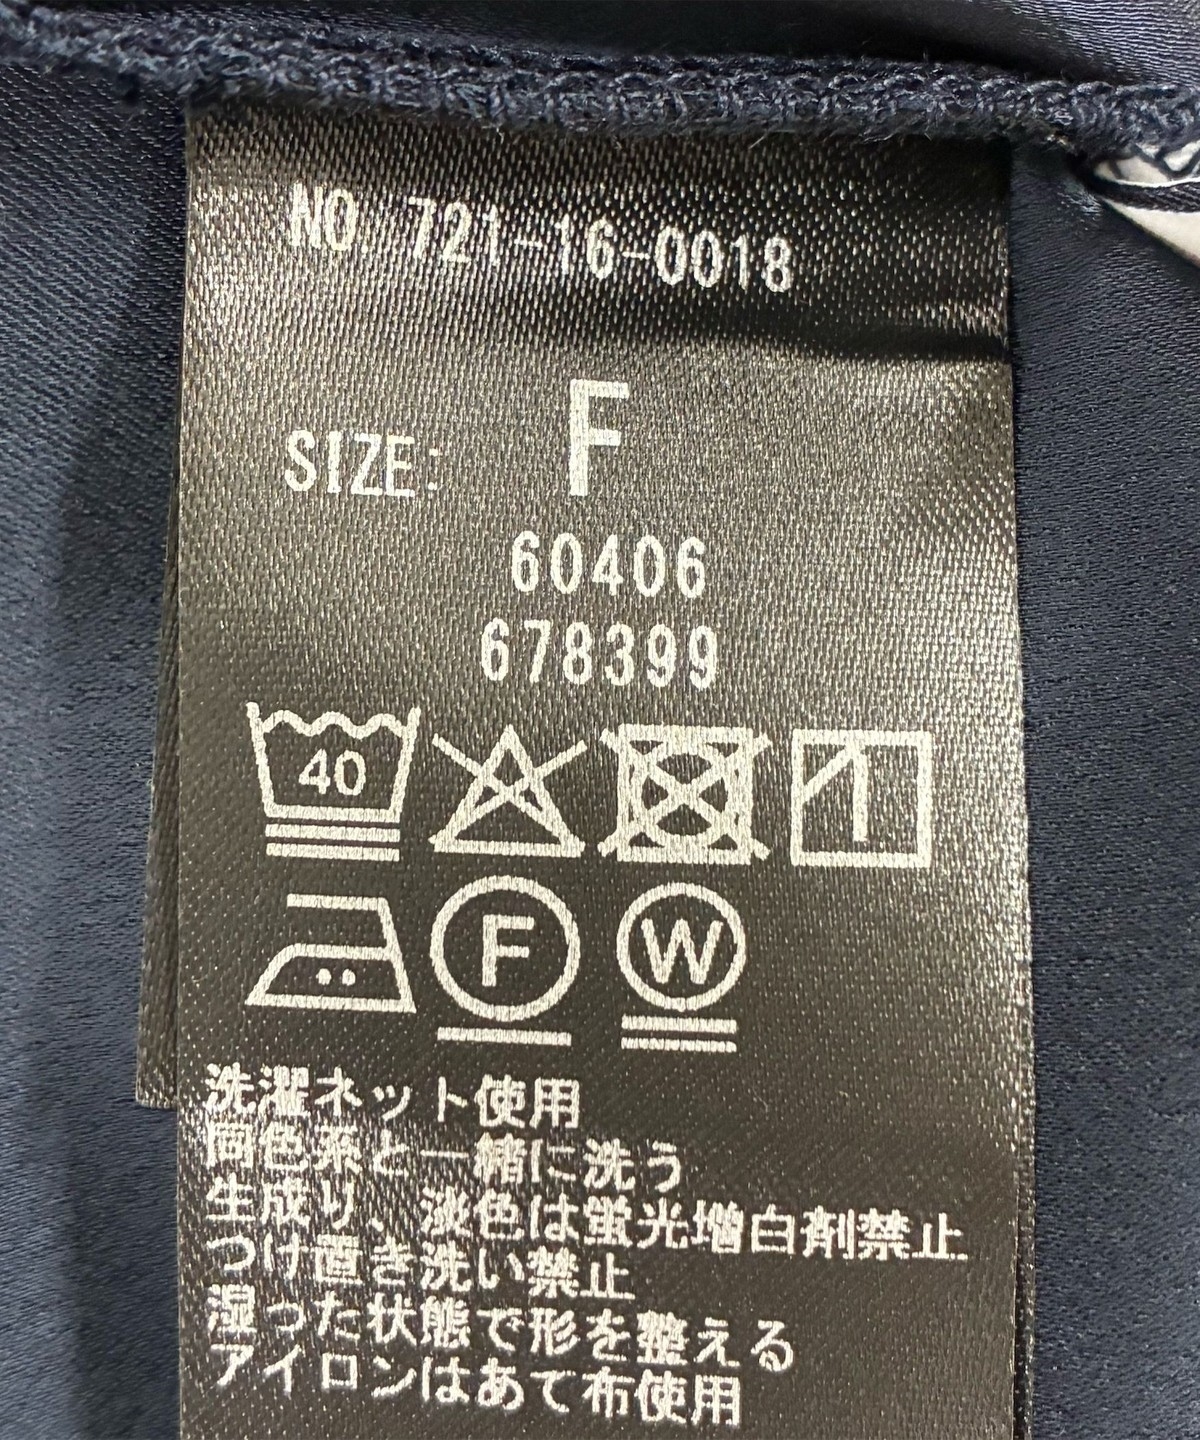 NO. 721-16-0018
SIZE: F
60406
678399
40
F W
洗濯ネット使用
同色系と一緒に洗う
生成り、淡色は蛍光増白剤禁止
つけ置き洗い禁止
湿った状態で形を整える
アイロンはあて布使用